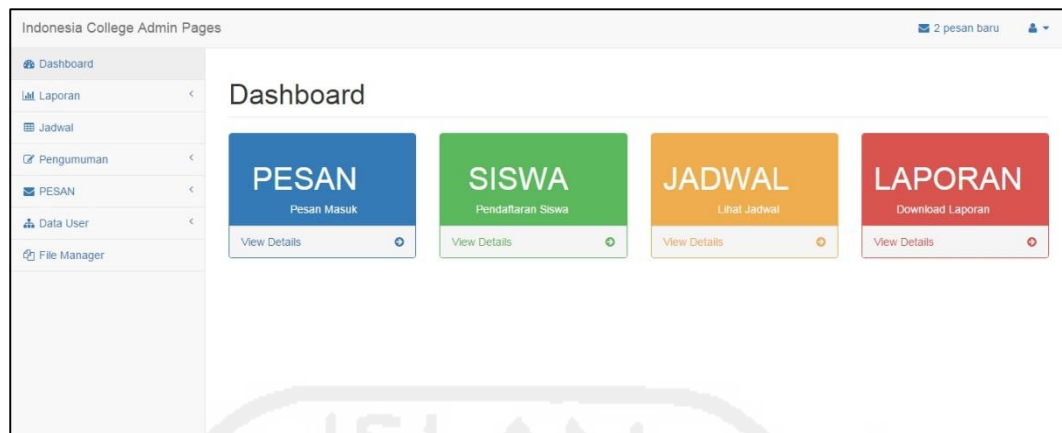 Indonesia College Admin Pages
2 pesan baru
Dashboard
Laporan
Jadwal
Pengumuman
PESAN
Data User
File Manager
Dashboard
PESAN
Pesan Masuk
View Details
SISWA
Pendaftaran Siswa
View Details
JADWAL
Lihat Jadwal
View Details
LAPORAN
Download Laporan
View Details
ISLAM